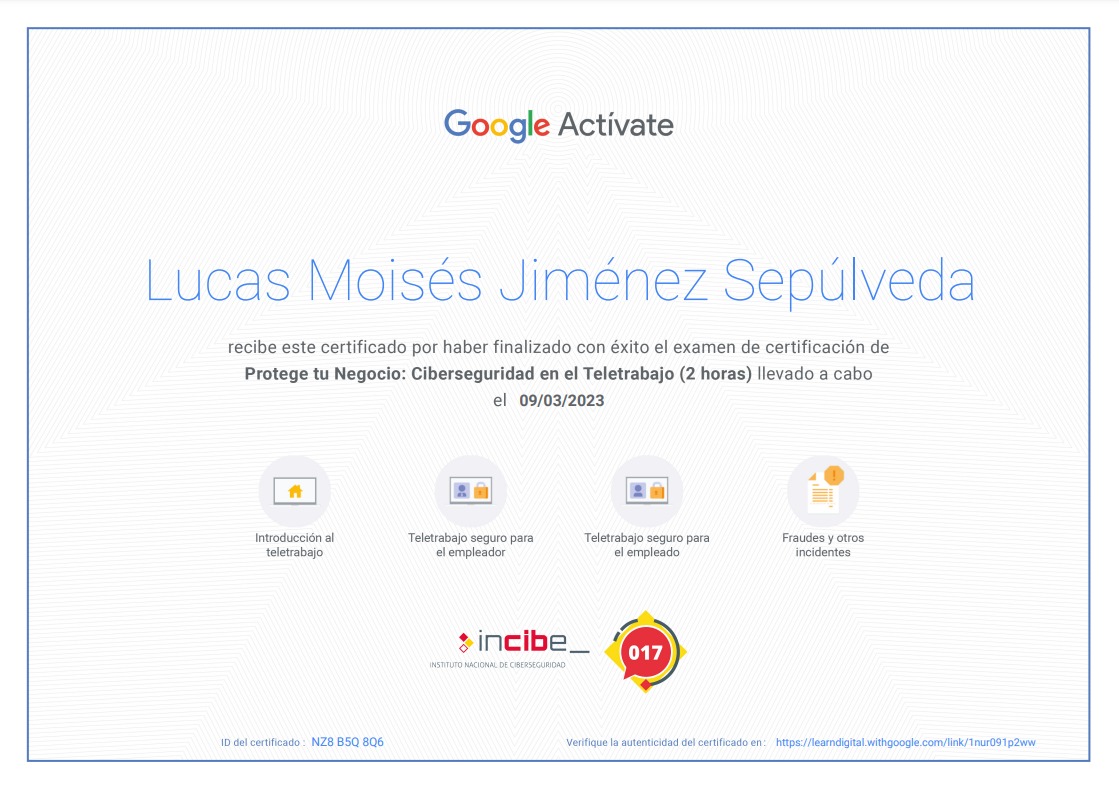 Google Actívate
Lucas Moisés Jiménez Sepúlveda
recibe este certificado por haber finalizado con éxito el examen de certificación de
Protege tu Negocio: Ciberseguridad en el Teletrabajo (2 horas) llevado a cabo
el 09/03/2023
Introducción al
teletrabajo
Teletrabajo seguro para
el empleador
Teletrabajo seguro para
el empleado
Fraudes y otros
incidentes
incibe_
INSTITUTO NACIONAL DE CIBERSEGURIDAD
017
ID del certificado : NZ8 B5Q 8Q6
Verifique la autenticidad del certificado en : https://learndigital.withgoogle.com/link/1nur091p2ww